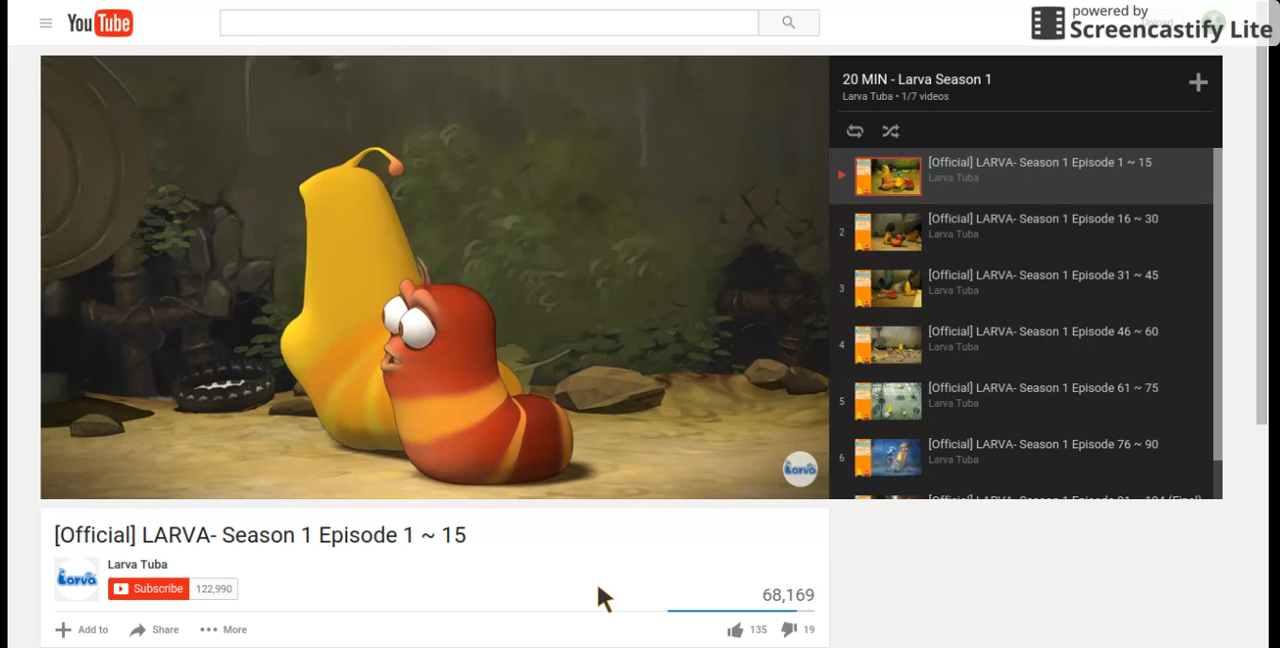 YouTube
powered by
Screencastify Lite
20 MIN - Larva Season 1
Larva Tuba • 1/7 videos
[Official] LARVA- Season 1 Episode 1 ~ 15
Larva Tuba
2
[Official] LARVA- Season 1 Episode 16 ~ 30
Larva Tuba
3
[Official] LARVA- Season 1 Episode 31 ~ 45
Larva Tuba
4
[Official] LARVA- Season 1 Episode 46 ~ 60
Larva Tuba
5
[Official] LARVA- Season 1 Episode 61 ~ 75
Larva Tuba
6
[Official] LARVA- Season 1 Episode 76 ~ 90
Larva Tuba
Larva
[Official] LARVA- Season 1 Episode 1 ~ 15
Larva
Larva Tuba
Subscribe 122,990
68,169
Add to Share More
135 19